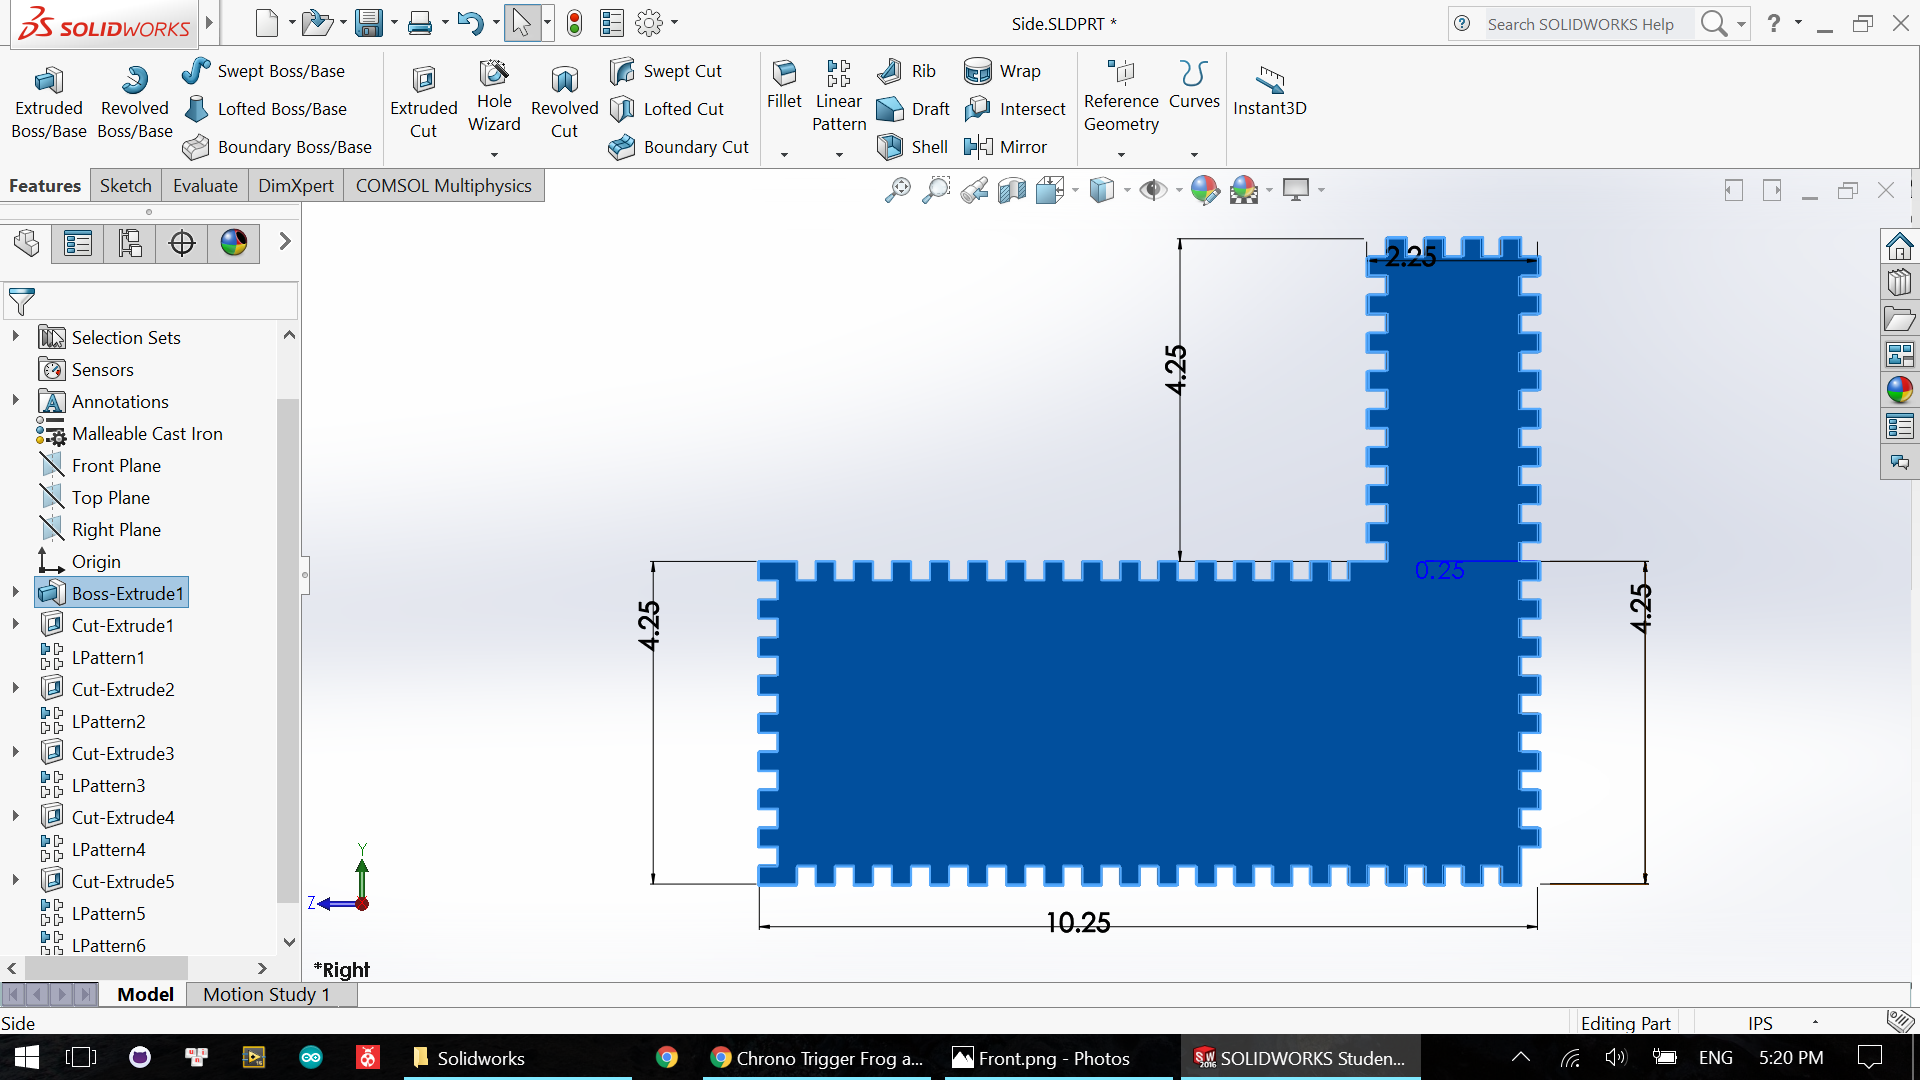 SOLIDWORKS
Side.SLDPRT *
Search SOLIDWORKS Help
?
Extruded Boss/Base
Revolved Boss/Base
Swept Boss/Base
Lofted Boss/Base
Boundary Boss/Base
Extruded Cut
Hole Wizard
Revolved Cut
Swept Cut
Lofted Cut
Boundary Cut
Fillet
Linear Pattern
Rib
Draft
Shell
Wrap
Intersect
Mirror
Reference Geometry
Curves
Instant3D
Features
Sketch
Evaluate
DimXpert
COMSOL Multiphysics
Selection Sets
Sensors
Annotations
Malleable Cast Iron
Front Plane
Top Plane
Right Plane
Origin
Boss-Extrude1
Cut-Extrude1
LPattern1
Cut-Extrude2
LPattern2
Cut-Extrude3
LPattern3
Cut-Extrude4
LPattern4
Cut-Extrude5
LPattern5
LPattern6
2.25
4.25
0.25
4.25
4.25
10.25
Y
Z
*Right
Model
Motion Study 1
Side
Editing Part
IPS
Solidworks
Chrono Trigger Frog a...
Front.png - Photos
SOLIDWORKS Studen...
ENG
5:20 PM